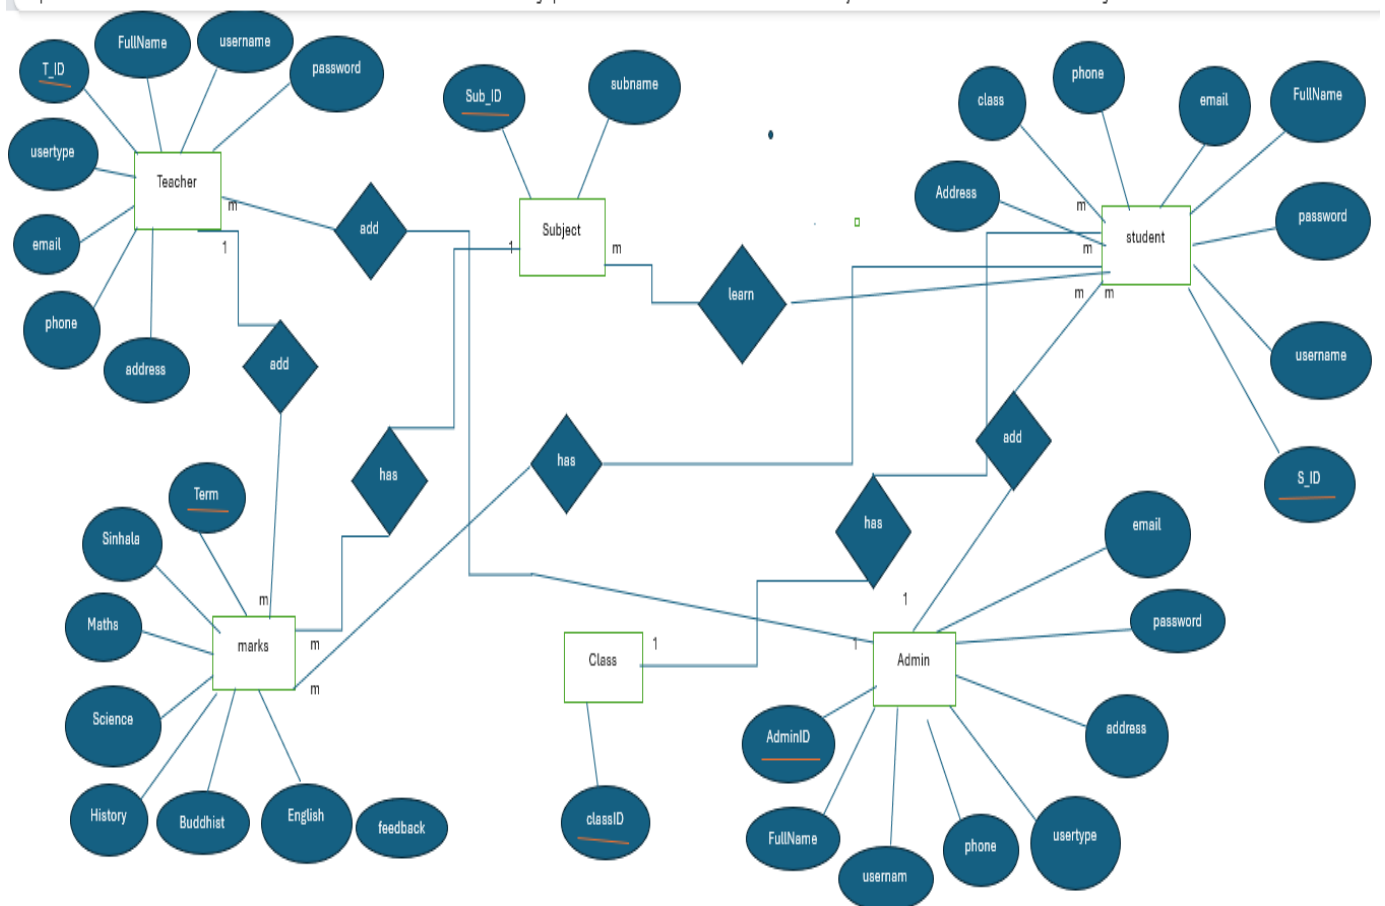 FullName
username
password
T_ID
usertype
Teacher
email
phone
address
m
1
add
add
Sub_ID
subname
Subject
1
m
learn
class
phone
email
FullName
Address
password
student
m
m
m
m
username
S_ID
has
has
add
has
Term
Sinhala
Maths
Science
History
Buddhist
English
feedback
marks
m
m
m
Class
1
classID
1
1
Admin
email
password
address
AdminID
FullName
usernam
phone
usertype